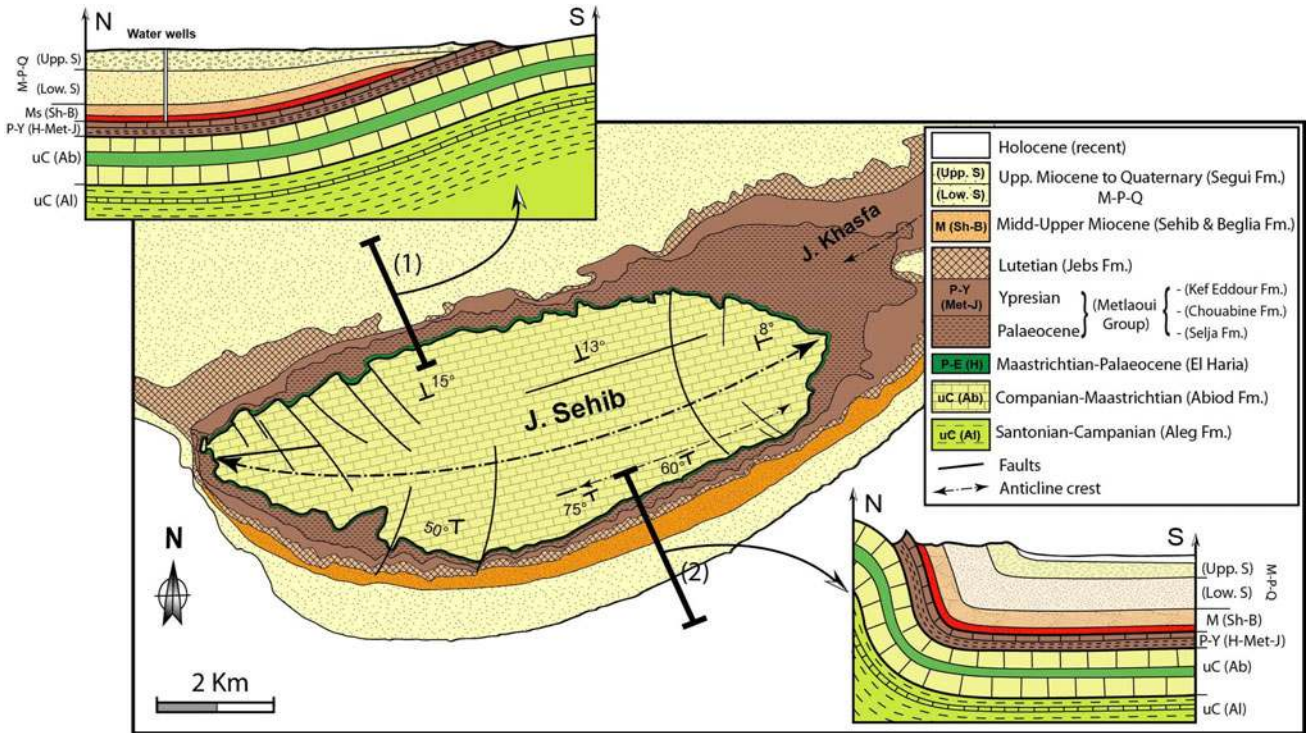 N
S
Water wells
M-P-Q
(Upp. S)
(Low. S)
Ms (Sh-B)
P-Y (H-Met-J)
uC (Ab)
uC (Al)
(1)
J. Khasfa
15°
13°
8°
J. Sehib
60°
75°
50°
(2)
N
2 Km
Holocene (recent)
(Upp. S)
(Low. S)
Upp. Miocene to Quaternary (Segui Fm.)
M-P-Q
M (Sh-B)
Midd-Upper Miocene (Sehib & Beglia Fm.)
Lutetian (Jebs Fm.)
P-Y
(Met-J)
Ypresian
Palaeocene
(Metlaoui
Group)
- (Kef Eddour Fm.)
- (Chouabine Fm.)
- (Selja Fm.)
P-E (H)
Maastrichtian-Palaeocene (El Haria)
uC (Ab)
Companian-Maastrichtian (Abiod Fm.)
uC (Al)
Santonian-Campanian (Aleg Fm.)
Faults
Anticline crest
N
S
(Upp. S)
(Low. S)
M-P-Q
M (Sh-B)
P-Y (H-Met-J)
uC (Ab)
uC (Al)